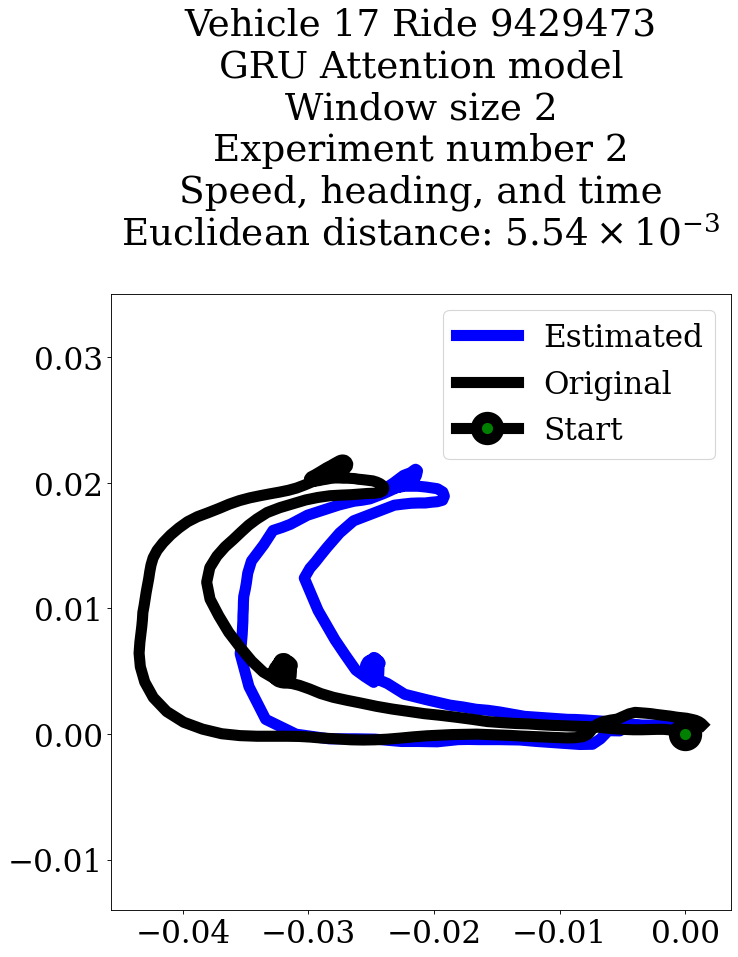 Vehicle 17 Ride 9429473
GRU Attention model
Window size 2
Experiment number 2
Speed, heading, and time
Euclidean distance: 5.54 × 10⁻³
Estimated
Original
Start
0.03
0.02
0.01
0.00
−0.01
−0.04 −0.03 −0.02 −0.01 0.00